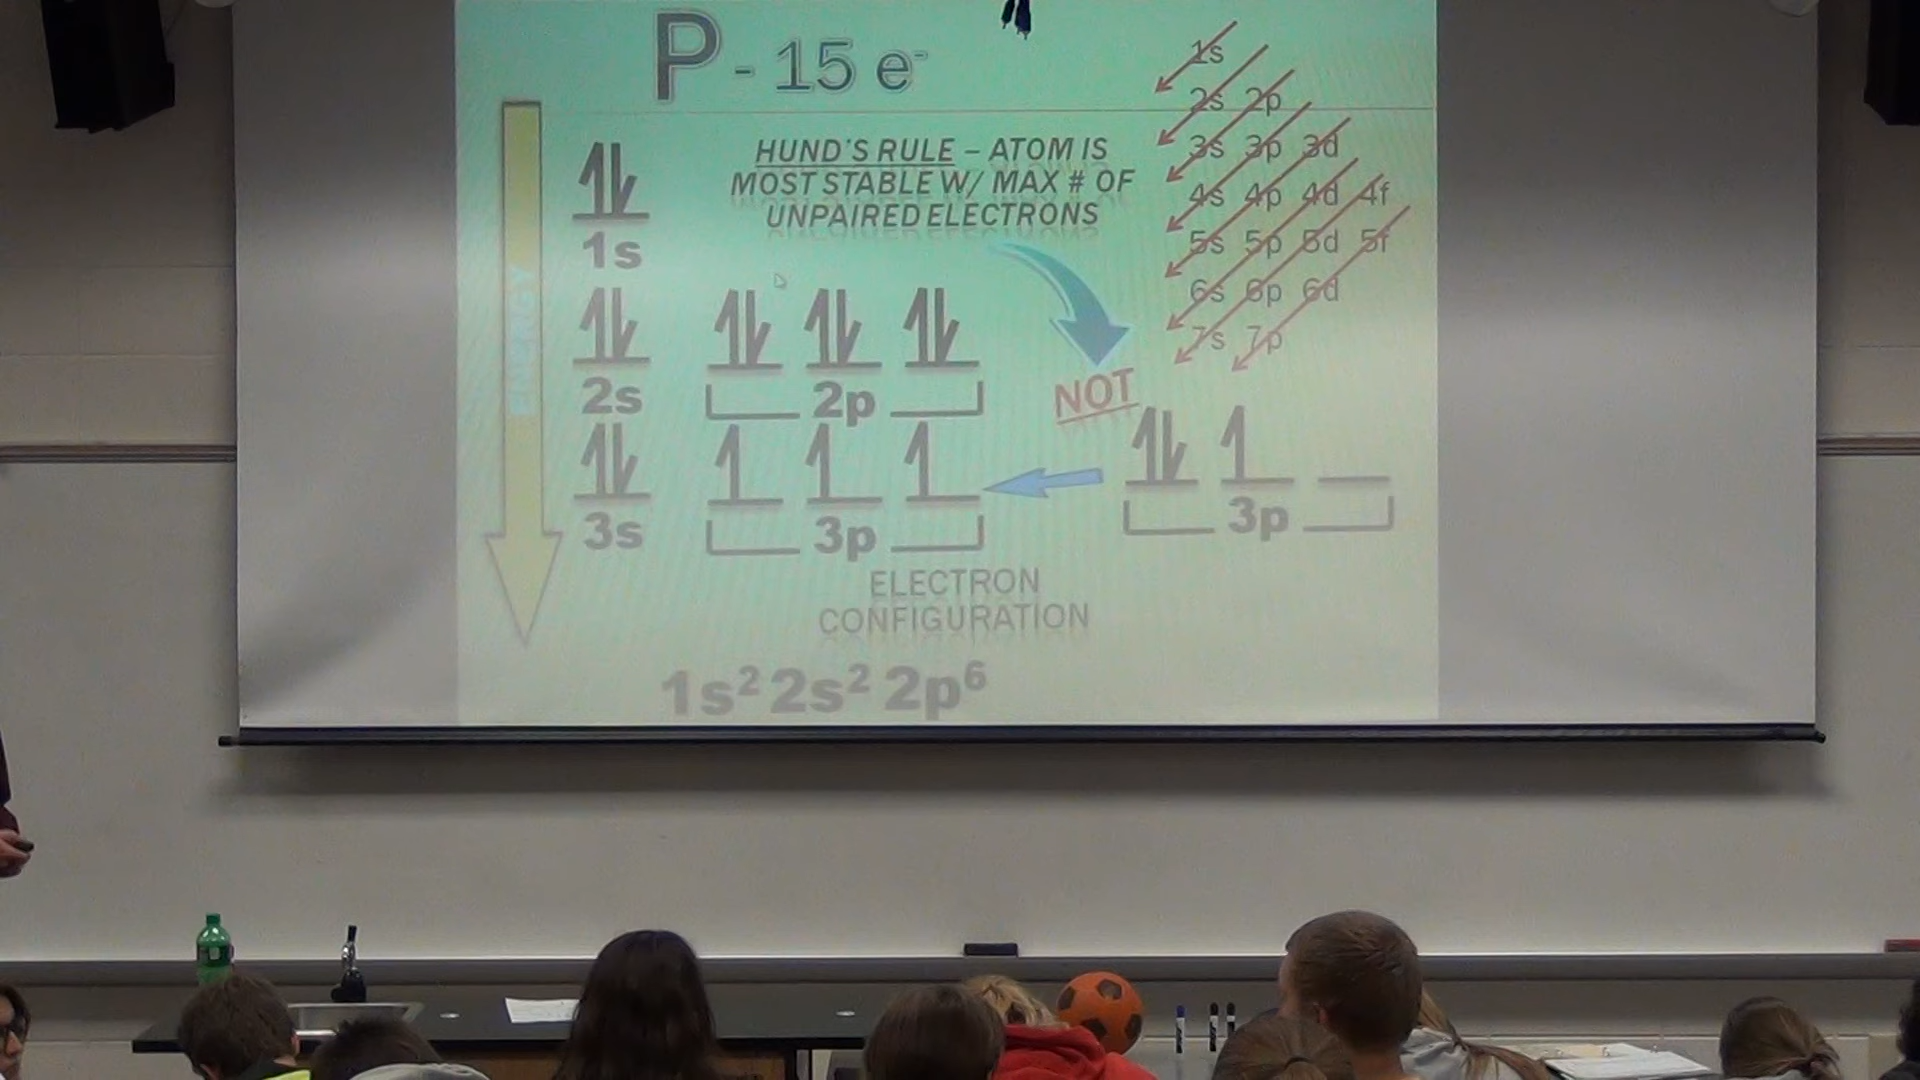 P - 15 e-
HUND'S RULE – ATOM IS
MOST STABLE W/ MAX # OF
UNPAIRED ELECTRONS
ENERGY
1s
2s 2p
3s 3p
NOT
3p
1s
2s 2p
3s 3p 3d
4s 4p 4d 4f
5s 5p 5d 5f
6s 6p 6d
7s 7p
ELECTRON
CONFIGURATION
1s² 2s² 2p⁶